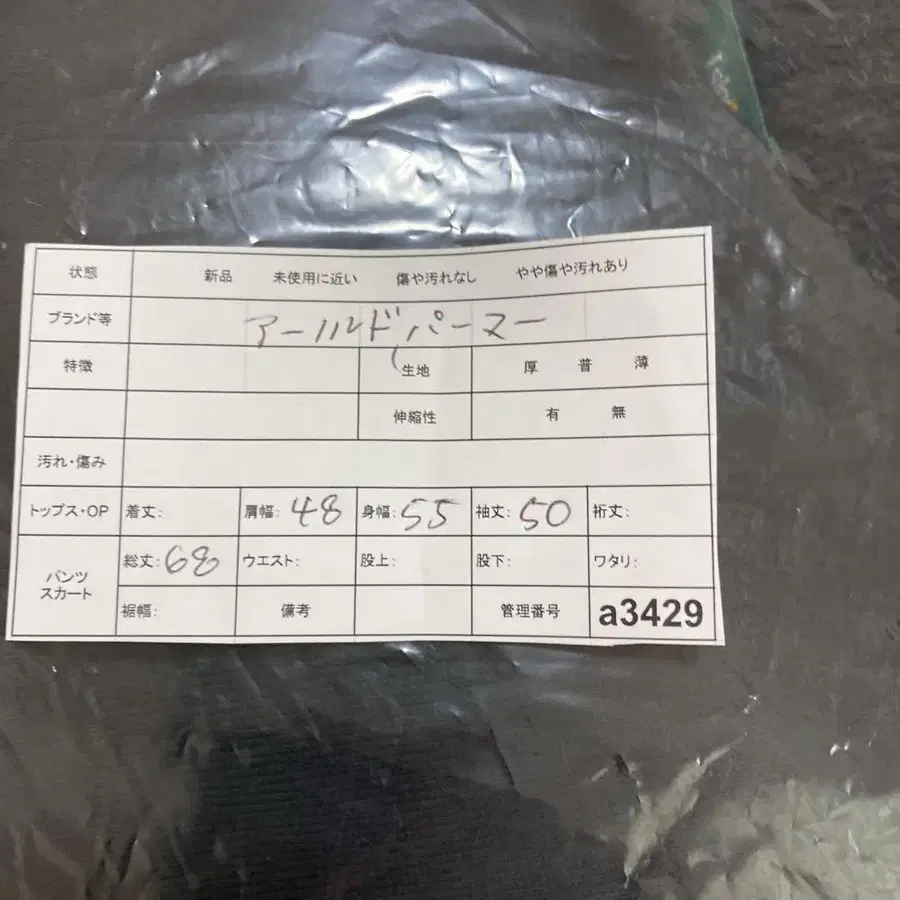 状態 新品 未使用に近い 傷や汚れなし やや傷や汚れあり
ブランド等 アールドパーマー
特徴 生地 厚 普 薄
伸縮性 有 無
汚れ・傷み
トップス・OP 着丈: 肩幅: 48 身幅: 55 袖丈: 50 裄丈:
パンツ スカート 総丈: 68 ウエスト: 股上: 股下: ワタリ:
裾幅: 備考 管理番号 a3429